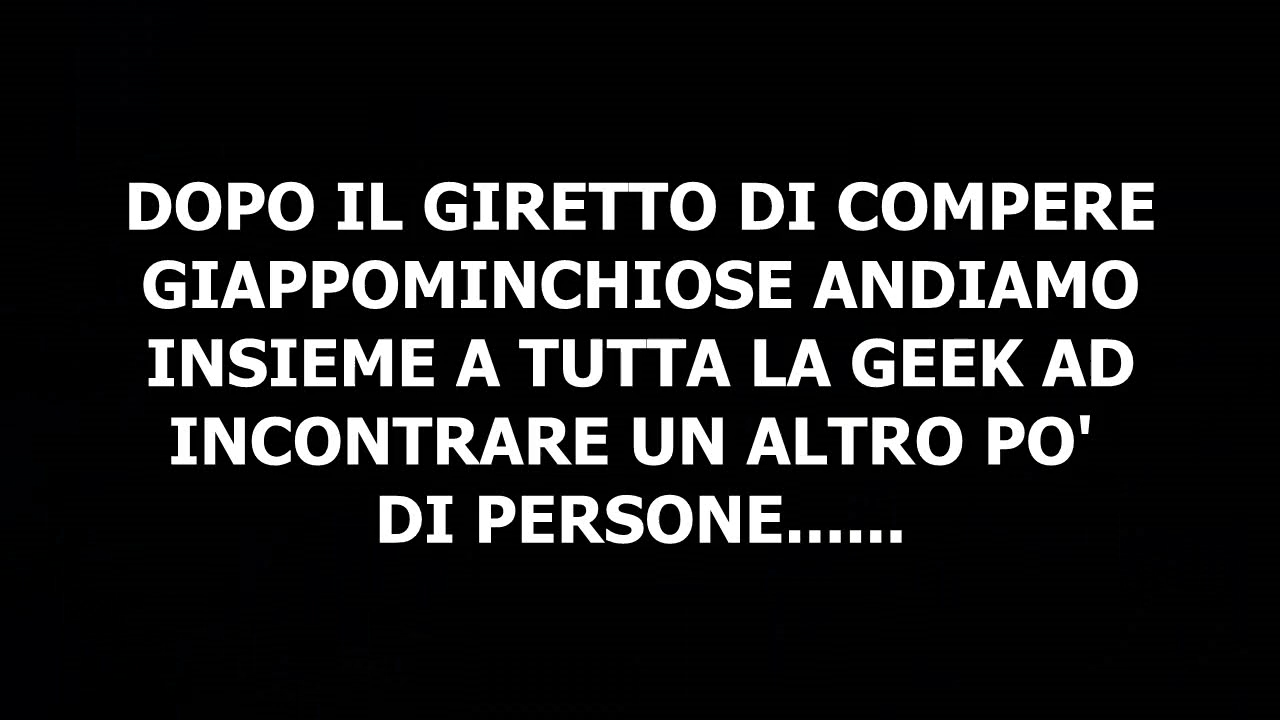 DOPO IL GIRETTO DI COMPERE
GIAPPOMINCHIOSE ANDIAMO
INSIEME A TUTTA LA GEEK AD
INCONTRARE UN ALTRO PO'
DI PERSONE......